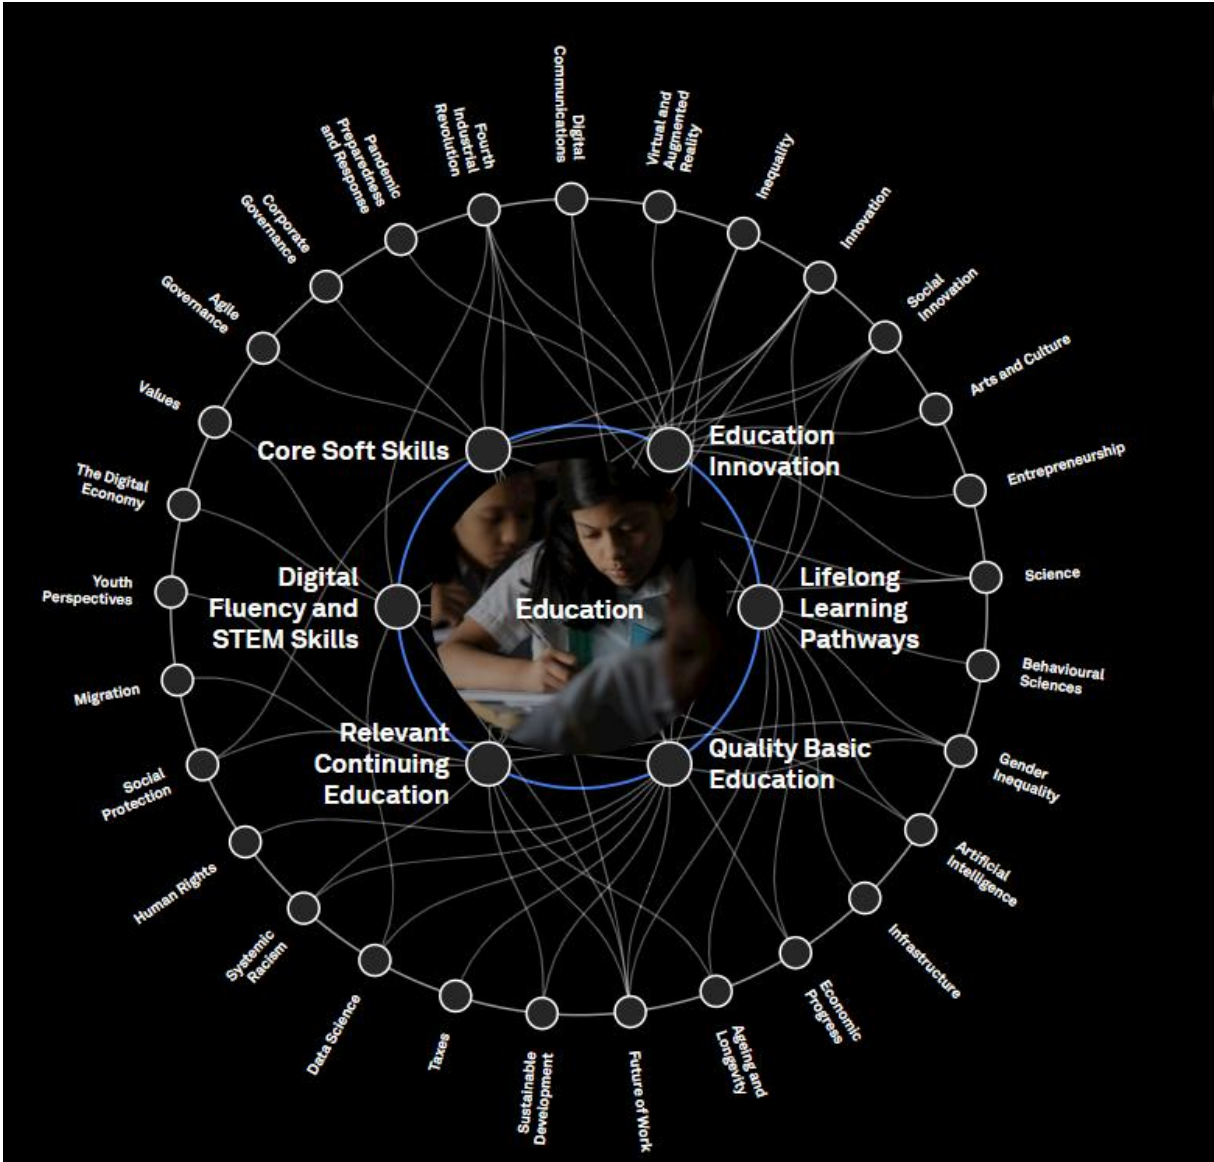 Digital
Communications
Virtual and
Augmented
Reality
Inequality
Innovation
Social
Innovation
Arts and Culture
Entrepreneurship
Science
Behavioural
Sciences
Gender
Inequality
Artificial
Intelligence
Infrastructure
Economic
Progress
Ageing and
Longevity
Future of Work
Sustainable
Development
Taxes
Data Science
Systemic
Racism
Human Rights
Social
Protection
Migration
Youth
Perspectives
The Digital
Economy
Values
Agile
Governance
Corporate
Governance
Pandemic
Preparedness
and Response
Fourth
Industrial
Revolution
Core Soft Skills
Education
Innovation
Digital
Fluency and
STEM Skills
Education
Lifelong
Learning
Pathways
Relevant
Continuing
Education
Quality Basic
Education